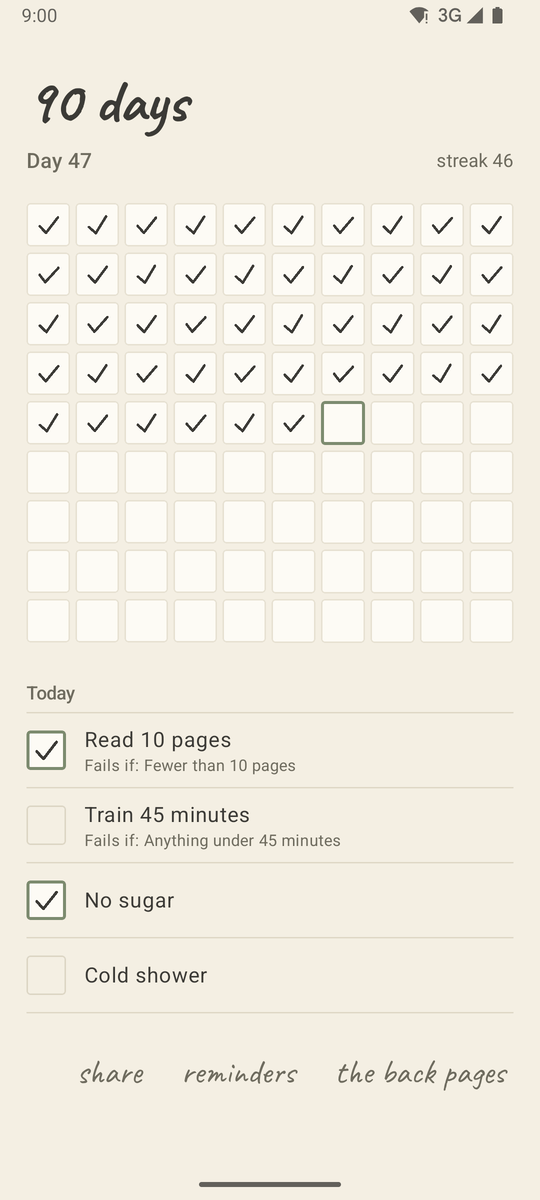 9:00 3G
90 days
Day 47 streak 46
Today
Read 10 pages
Fails if: Fewer than 10 pages
Train 45 minutes
Fails if: Anything under 45 minutes
No sugar
Cold shower
share reminders the back pages